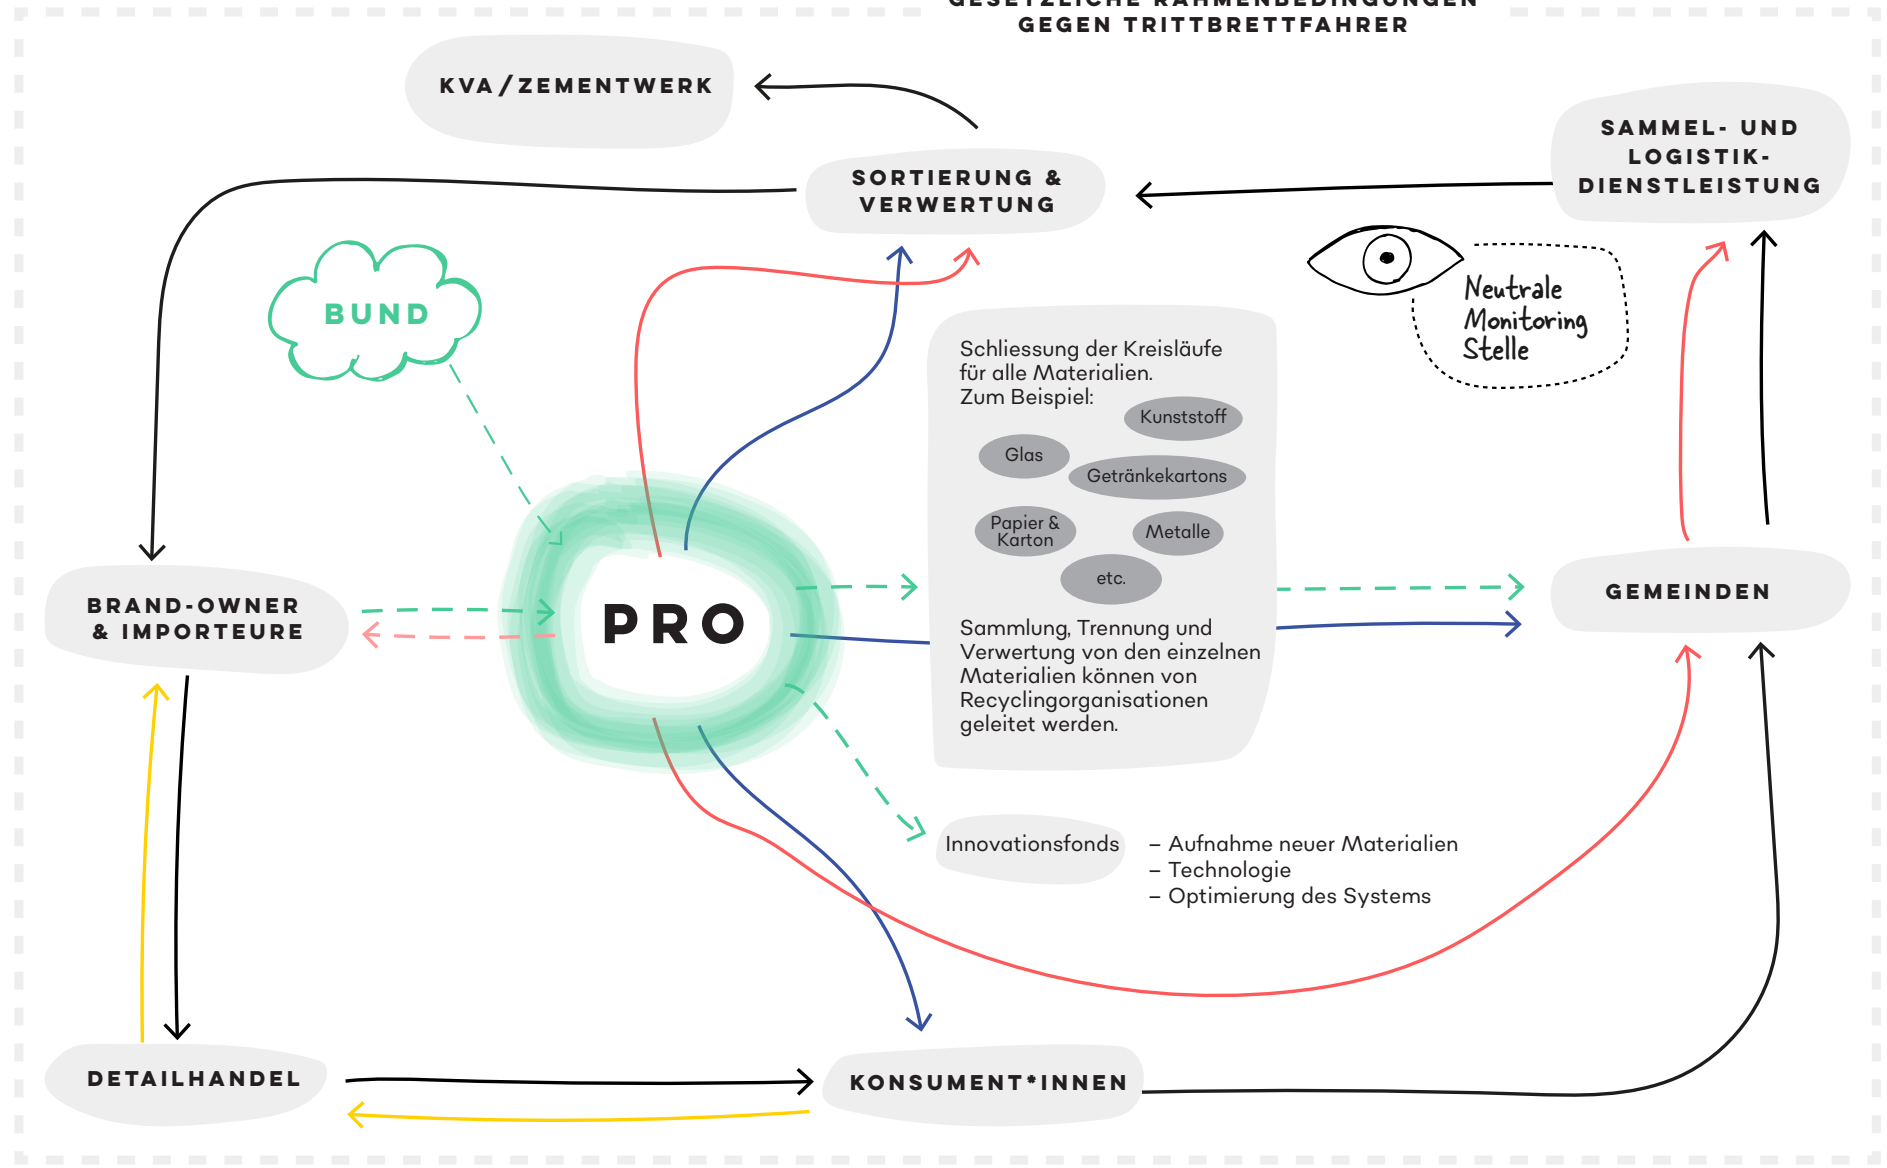 GESETZLICHE RAHMENBEDINGUNGEN
GEGEN TRITTBRETTFAHRER
KVA/ZEMENTWERK
SAMMEL- UND
LOGISTIK-
DIENSTLEISTUNG
SORTIERUNG &
VERWERTUNG
BUND
Neutrale
Monitoring
Stelle
Schliessung der Kreisläufe
für alle Materialien.
Zum Beispiel:
Kunststoff
Glas
Getränkekartons
Papier &
Karton
Metalle
etc.
Sammlung, Trennung und
Verwertung von den einzelnen
Materialien können von
Recyclingorganisationen
geleitet werden.
BRAND-OWNER
& IMPORTEURE
PRO
GEMEINDEN
Innovationsfonds
– Aufnahme neuer Materialien
– Technologie
– Optimierung des Systems
DETAILHANDEL
KONSUMENT*INNEN